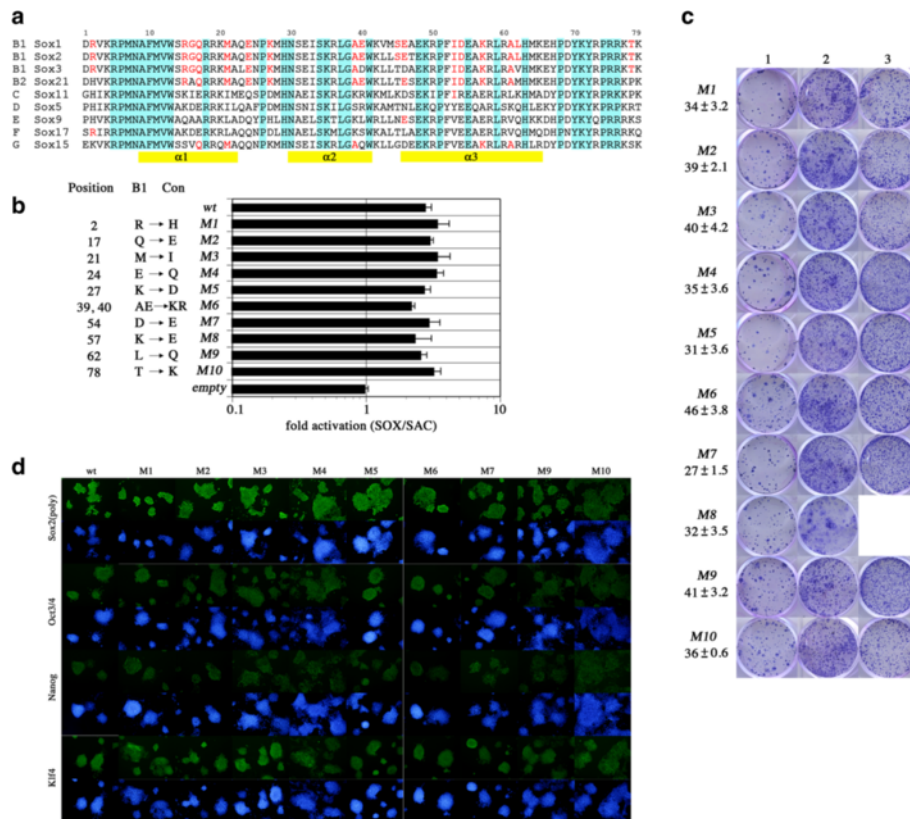 a
1 10 20 30 40 50 60 70 79
B1 Sox1 DRVKRPMNAFMVWSRGQRRKMAQENPKMHNSEISKRLGAEWKVMSEAEKRPFIDEAKRLRALHMKEHPDYKYRPRRKTK
B1 Sox2 DRVKRPMNAFMVWSRGQRRKMAQENPKMHNSEISKRLGAEWKLLSETEKRPFIDEAKRLRALHMKEHPDYKYRPRRKTK
B1 Sox3 DRVKRPMNAFMVWSRGQRRKMALENPKMHNSEISKRLGADWKLLTDAEKRPFIDEAKRLRAVHMKEYPDYKYRPRRKTK
B2 Sox21 DHVKRPMNAFMVWSRAQRRKMAQENPKMHNSEISKRLGAEWKLLTESEKRPFIDEAKRLRAMHMKEHPDYKYRPRRKPK
C Sox11 GHIKRPMNAFMVWSKIERRKIMEQSPDMHNAEISKRLGKRWKMLKDSEKIPFIREAERLRLKHMADYPDYKYRPRKKPK
D Sox5 PHIKRPMNAFMVWAKDERRKILQAFPDMHNSNISKILGSRWKAMTNLEKQPYYEEQARLSKQHLEKYPDYKYKPRPKRT
E Sox9 PHVKRPMNAFMVWAQAARRKLADQYPHLHNAELSKTLGKLWRLLNESEKRPFVEEAERLRVQHKKDHPDYKYQPRRRKS
F Sox17 SRIRRPMNAFMVWAKDERKRLAQQNPDLHNAELSKMLGKSWKALTLAEKRPFVEEAERLRVQHMQDHPNYKYRPRRRKQ
G Sox15 EKVKRPMNAFMVWSSVQRRQMAQQNPKMHNSEISKRLGAQWKLLGDEEKRPFVEEAKRLRARHLRDYPDYKYRPRRKSK
α1 α2 α3
b
Position B1 Con
wt
2 R → H M1
17 Q → E M2
21 M → I M3
24 E → Q M4
27 K → D M5
39, 40 AE → KR M6
54 D → E M7
57 K → E M8
62 L → Q M9
78 T → K M10
empty
0.1 1 10
fold activation (SOX/SAC)
c
1 2 3
M1
34 ± 3.2
M2
39 ± 2.1
M3
40 ± 4.2
M4
35 ± 3.6
M5
31 ± 3.6
M6
46 ± 3.8
M7
27 ± 1.5
M8
32 ± 3.5
M9
41 ± 3.2
M10
36 ± 0.6
d
wt M1 M2 M3 M4 M5 M6 M7 M9 M10
Sox2(poly)
Oct3/4
Nanog
Klf4